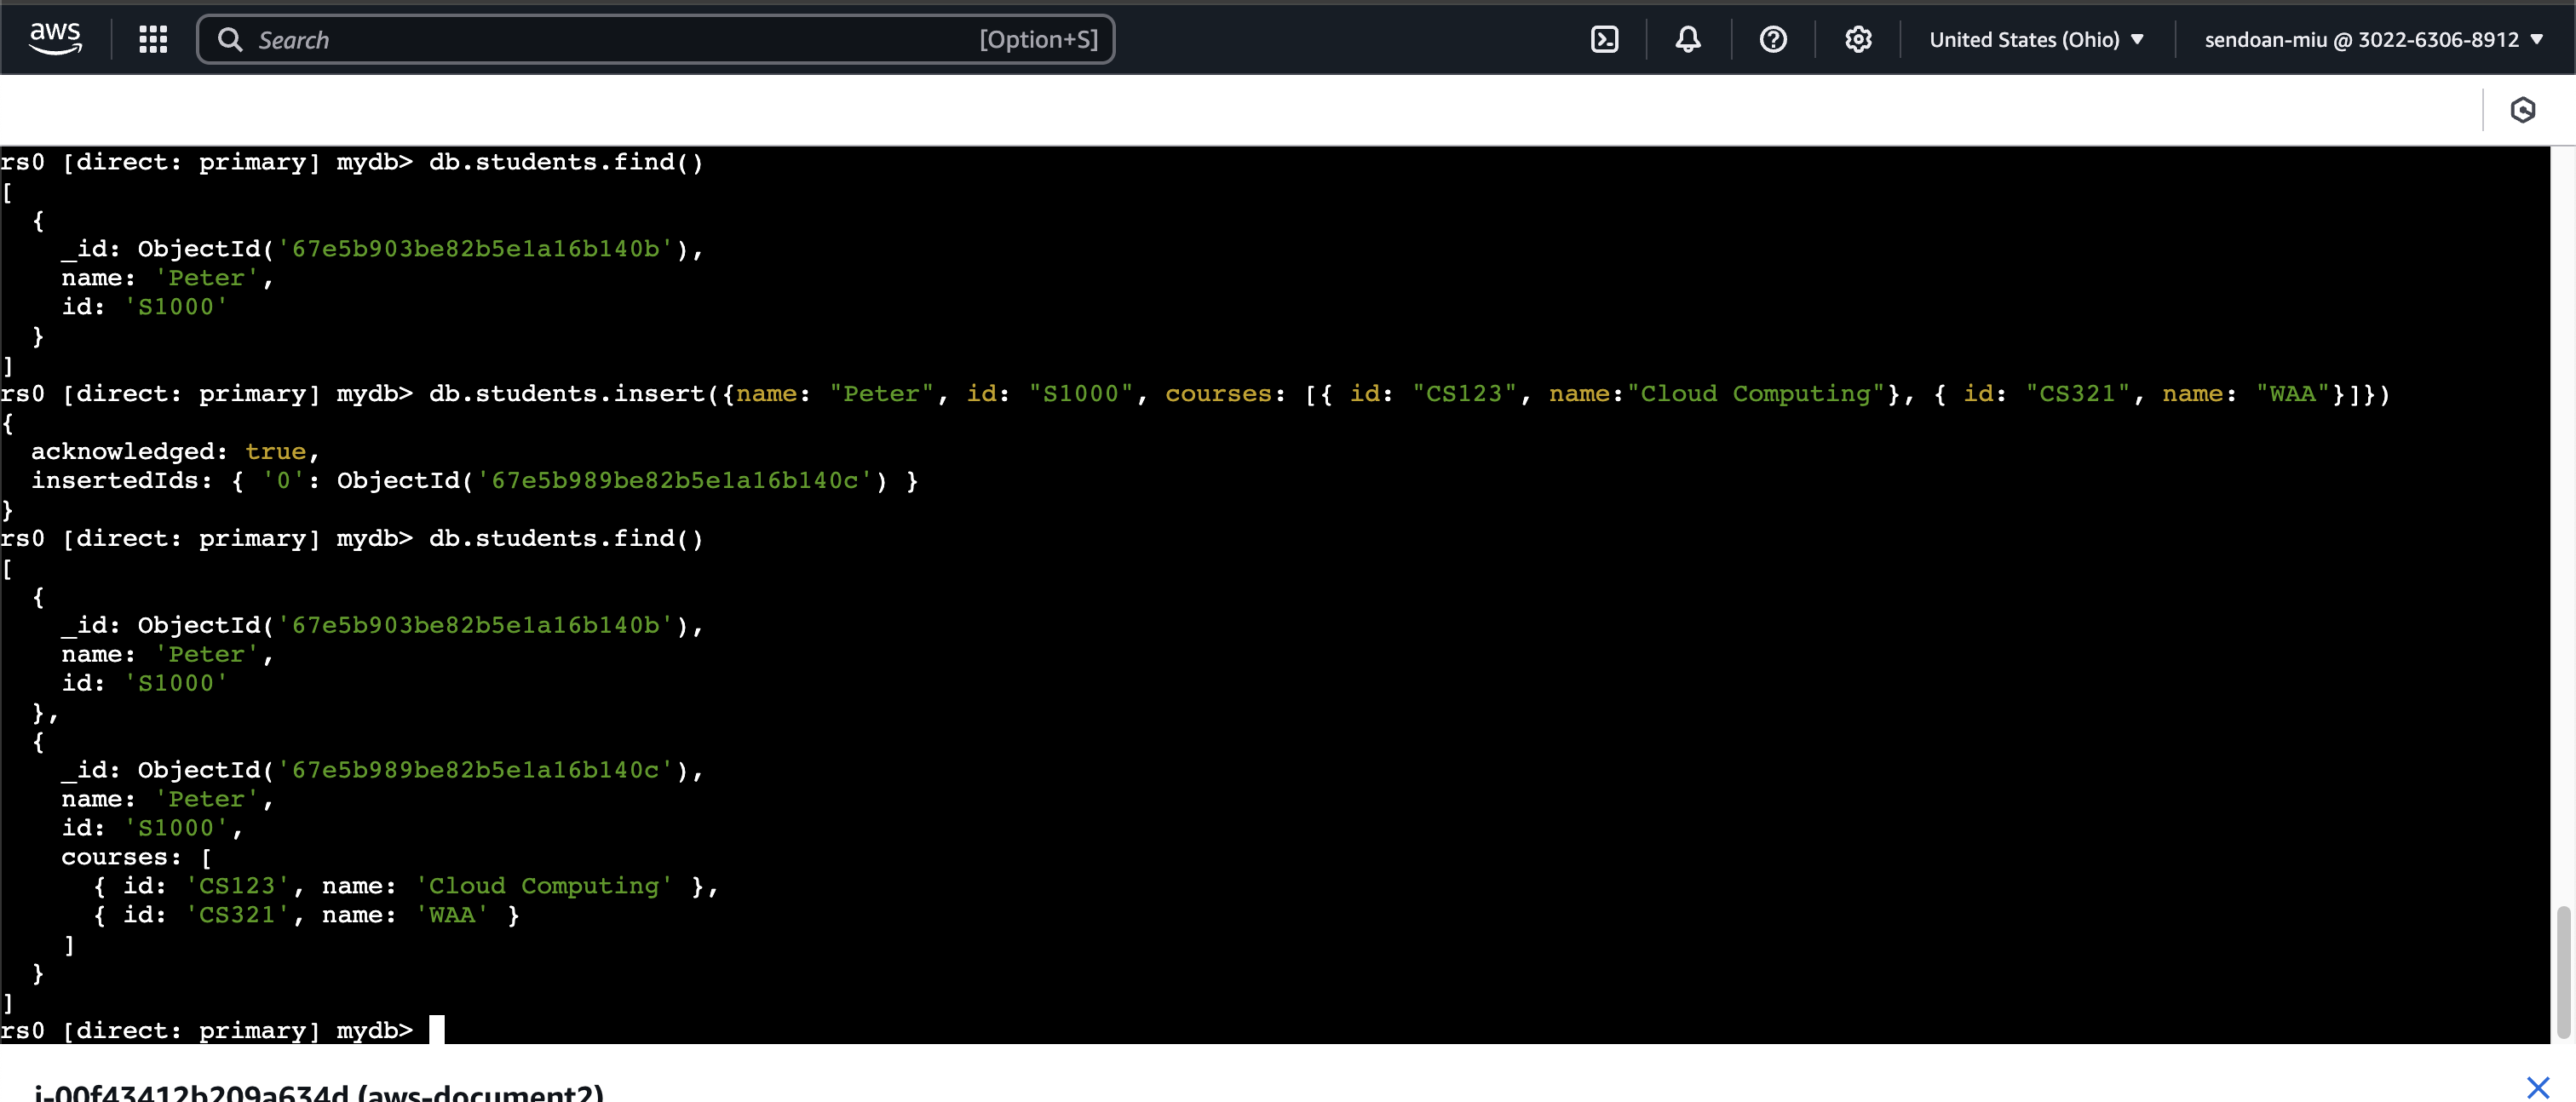 aws Search [Option+S] United States (Ohio) sendoan-miu @ 3022-6306-8912
rs0 [direct: primary] mydb> db.students.find()
[
  {
    _id: ObjectId('67e5b903be82b5e1a16b140b'),
    name: 'Peter',
    id: 'S1000'
  }
]
rs0 [direct: primary] mydb> db.students.insert({name: "Peter", id: "S1000", courses: [{ id: "CS123", name:"Cloud Computing"}, { id: "CS321", name: "WAA"}]})
{
  acknowledged: true,
  insertedIds: { '0': ObjectId('67e5b989be82b5e1a16b140c') }
}
rs0 [direct: primary] mydb> db.students.find()
[
  {
    _id: ObjectId('67e5b903be82b5e1a16b140b'),
    name: 'Peter',
    id: 'S1000'
  },
  {
    _id: ObjectId('67e5b989be82b5e1a16b140c'),
    name: 'Peter',
    id: 'S1000',
    courses: [
      { id: 'CS123', name: 'Cloud Computing' },
      { id: 'CS321', name: 'WAA' }
    ]
  }
]
rs0 [direct: primary] mydb>
i-00f43412b209a634d (aws-document2)